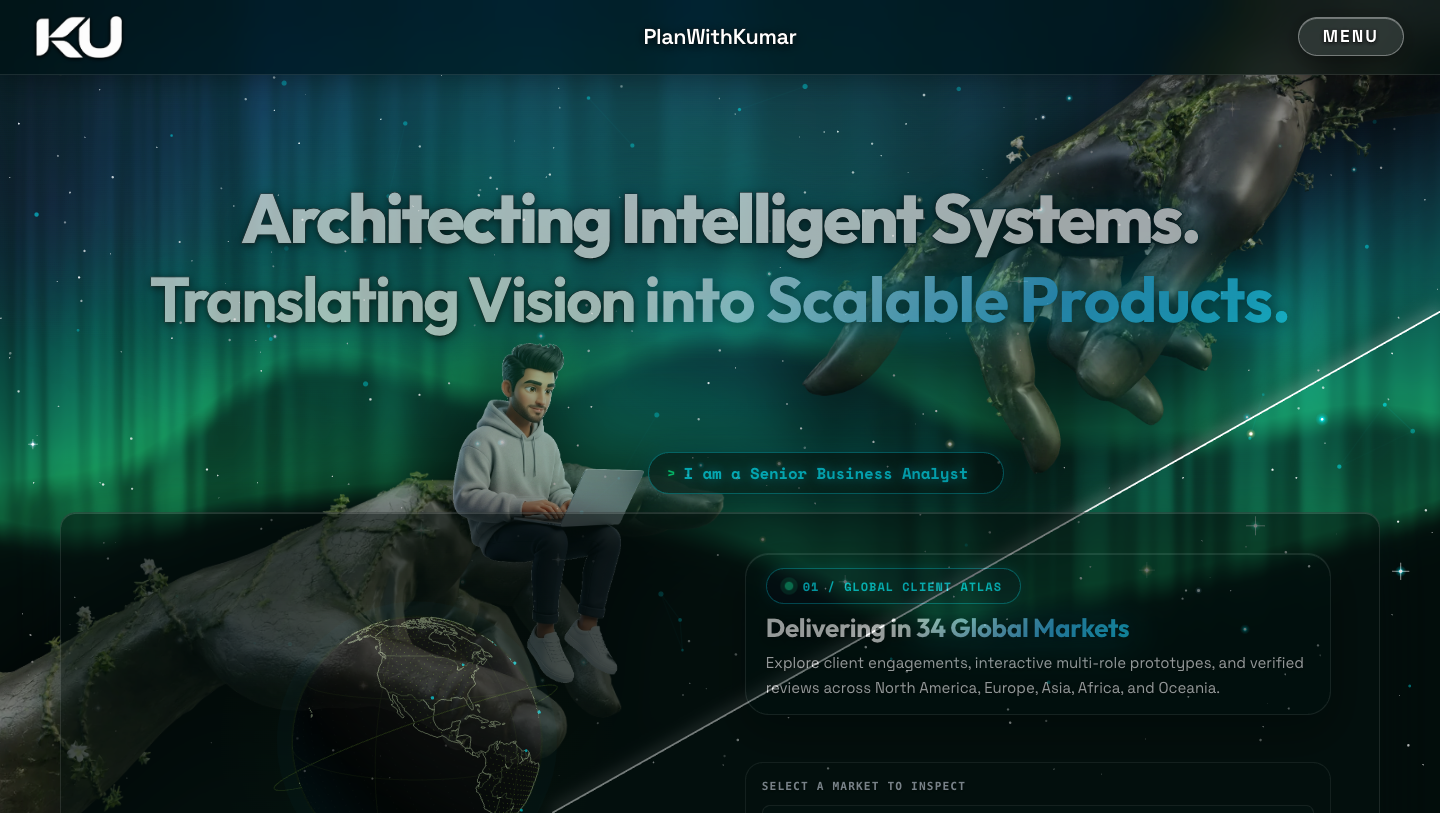 KU
PlanWithKumar
MENU
Architecting Intelligent Systems.
Translating Vision into Scalable Products.
> I am a Senior Business Analyst
01 / GLOBAL CLIENT ATLAS
Delivering in 34 Global Markets
Explore client engagements, interactive multi-role prototypes, and verified
reviews across North America, Europe, Asia, Africa, and Oceania.
SELECT A MARKET TO INSPECT